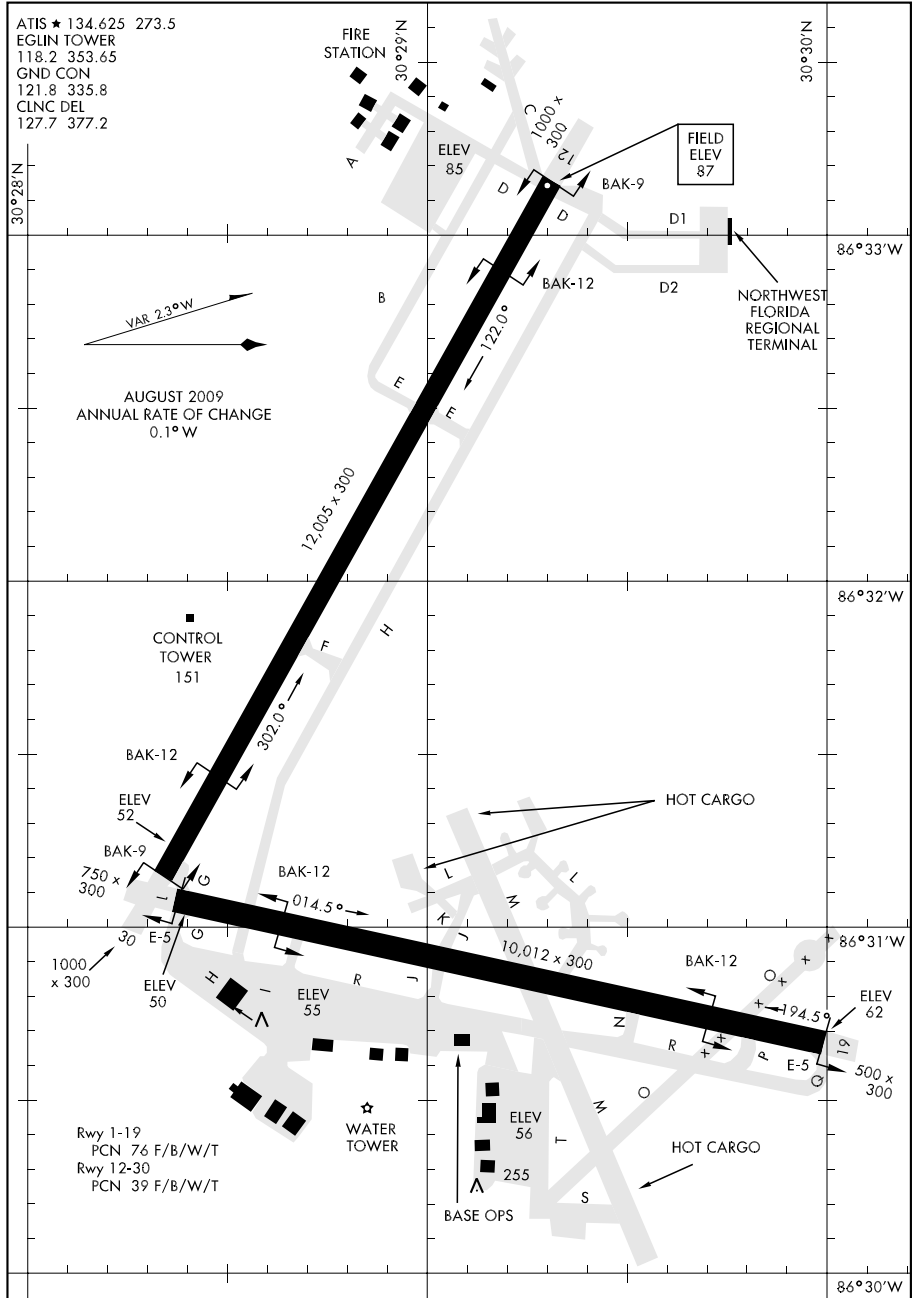 ATIS ★ 134.625 273.5
EGLIN TOWER
118.2 353.65
GND CON
121.8 335.8
CLNC DEL
127.7 377.2
FIRE
STATION
30°29'N
30°30'N
30°28'N
C
1000 x
300
12
A
ELEV
85
FIELD
ELEV
87
D
BAK-9
D
D1
86°33'W
BAK-12
D2
B
NORTHWEST
FLORIDA
REGIONAL
TERMINAL
VAR 2.3°W
122.0°
AUGUST 2009
ANNUAL RATE OF CHANGE
0.1° W
E
E
12,005 x 300
86°32'W
CONTROL
TOWER
151
F
H
302.0°
BAK-12
ELEV
52
HOT CARGO
BAK-9
750 x
300
G
BAK-12
014.5°
L
L
K
M
J
I
G
E-5
30
1000
x 300
ELEV
50
10,012 x 300
86°31'W
H
I
ELEV
55
R
J
BAK-12
O
194.5°
ELEV
62
N
R
P
E-5
19
Q
500 x
300
O
M
WATER
TOWER
ELEV
56
T
HOT CARGO
255
S
BASE OPS
Rwy 1-19
PCN 76 F/B/W/T
Rwy 12-30
PCN 39 F/B/W/T
86°30'W